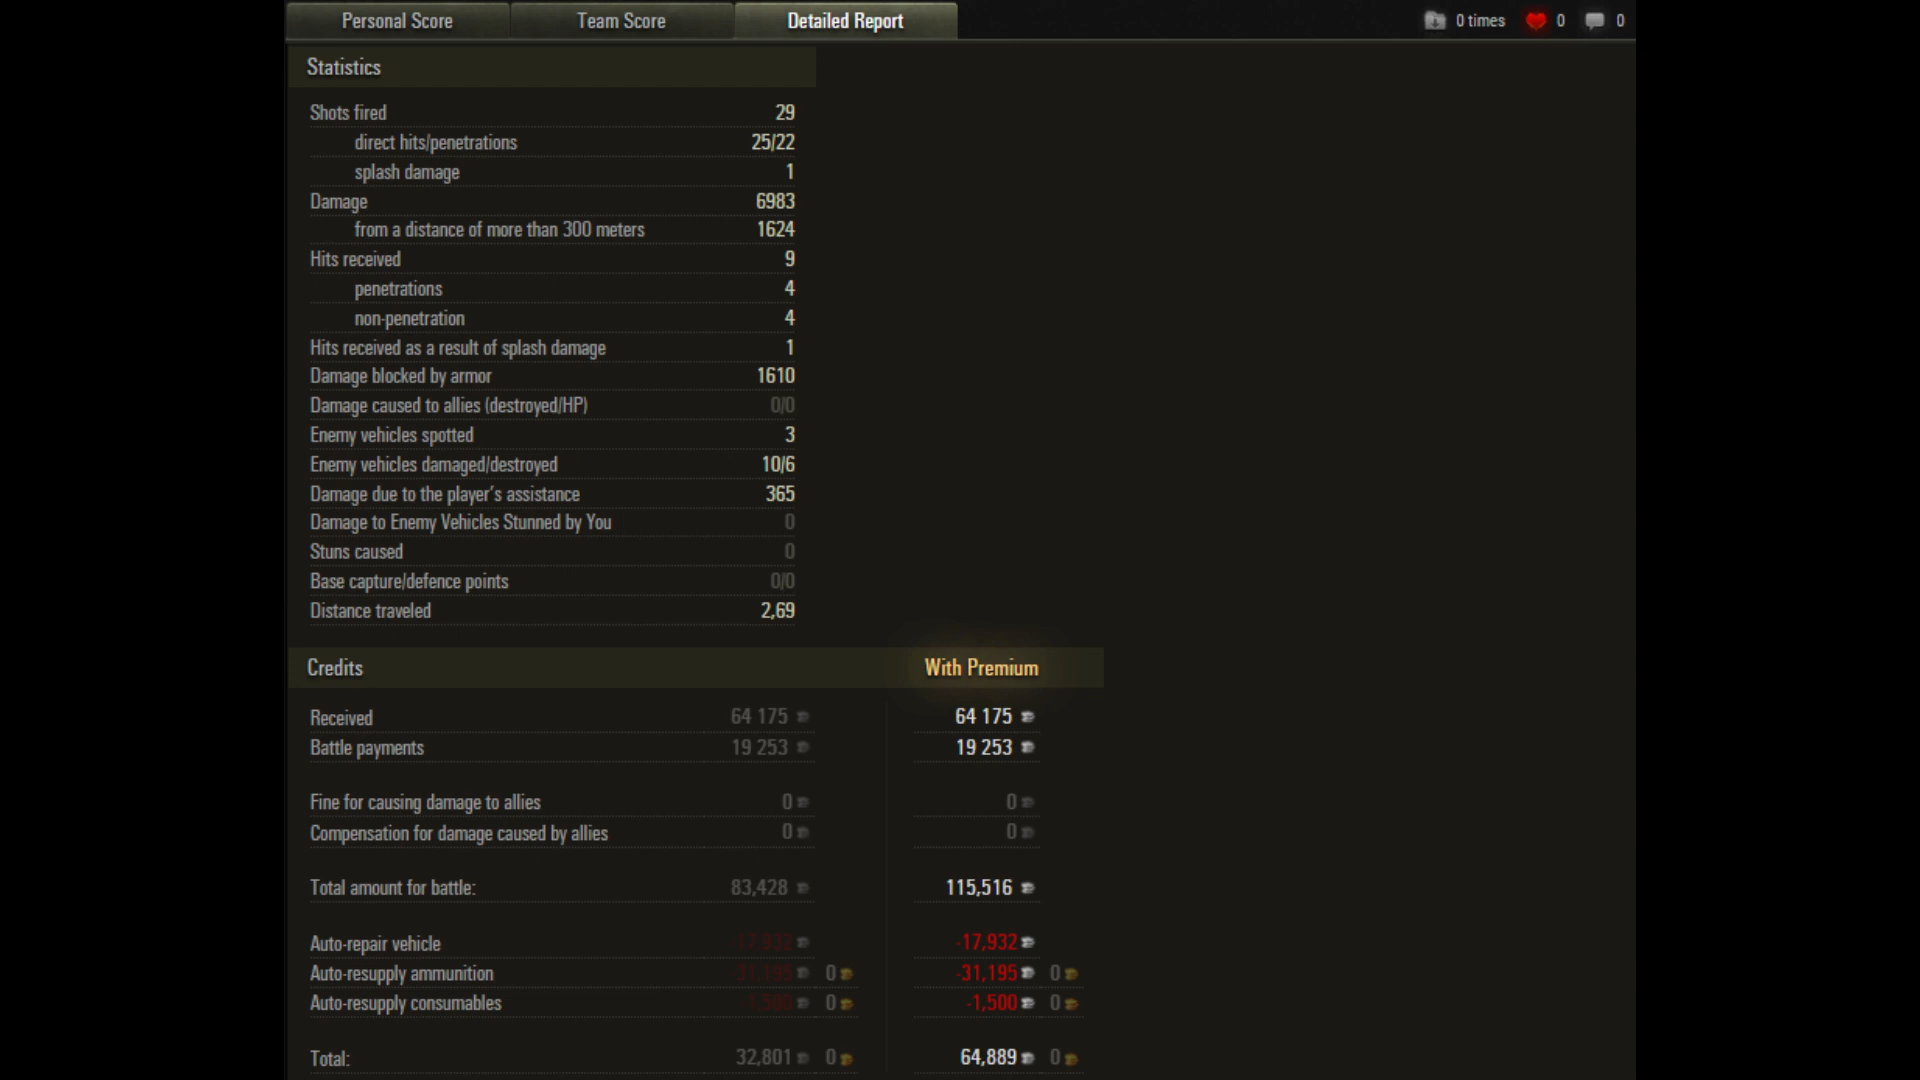 Personal Score Team Score Detailed Report 0 times 0 0
Statistics
Shots fired 29
direct hits/penetrations 25/22
splash damage 1
Damage 6983
from a distance of more than 300 meters 1624
Hits received 9
penetrations 4
non-penetration 4
Hits received as a result of splash damage 1
Damage blocked by armor 1610
Damage caused to allies (destroyed/HP) 0/0
Enemy vehicles spotted 3
Enemy vehicles damaged/destroyed 10/6
Damage due to the player's assistance 365
Damage to Enemy Vehicles Stunned by You 0
Stuns caused 0
Base capture/defence points 0/0
Distance traveled 2,69
Credits With Premium
Received 64 175 64 175
Battle payments 19 253 19 253
Fine for causing damage to allies 0 0
Compensation for damage caused by allies 0 0
Total amount for battle: 83,428 115,516
Auto-repair vehicle -17,932 -17,932
Auto-resupply ammunition -31,195 0 -31,195 0
Auto-resupply consumables -1,500 0 -1,500 0
Total: 32,801 0 64,889 0